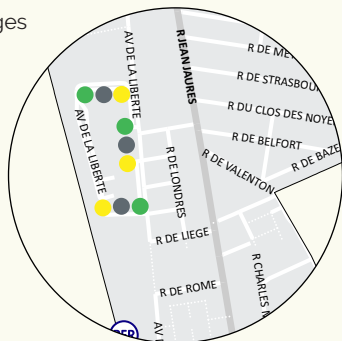 ges
AV DE LA LIBERTE
R JEAN JAURES
R DE ME
R DE STRASBOU
R DU CLOS DES NOYE
R DE BELFORT
R DE VALENTON
R DE BAZE
AV DE LA LIBERTE
R DE LONDRES
R DE LIEGE
R DE ROME
R CHARLES
AV
RER